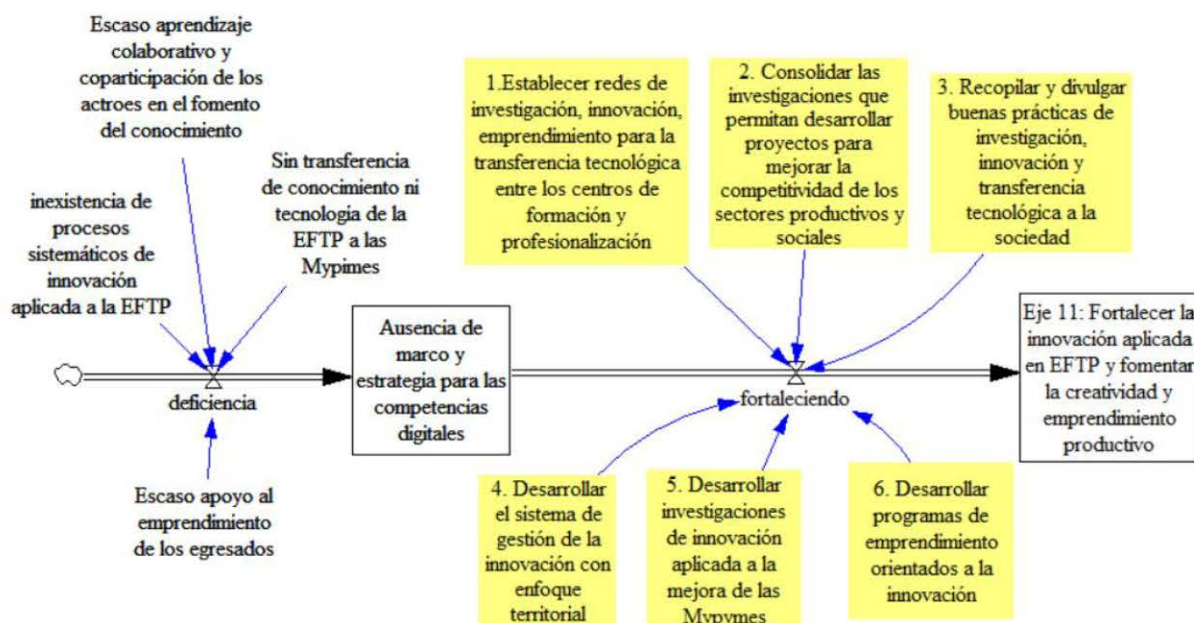 Escaso aprendizaje
colaborativo y
coparticipación de los
actroes en el fomento
del conocimiento
Sin transferencia
de conocimiento ni
tecnología de la
EFTP a las
Mypimes
inexistencia de
procesos
sistemáticos de
innovación
aplicada a la EFTP
deficiencia
Escaso apoyo al
emprendimiento
de los egresados
Ausencia de
marco y
estrategia para las
competencias
digitales
1.Establecer redes de
investigación, innovación,
emprendimiento para la
transferencia tecnológica
entre los centros de
formación y
profesionalización
2. Consolidar las
investigaciones que
permitan desarrollar
proyectos para
mejorar la
competitividad de los
sectores productivos y
sociales
3. Recopilar y divulgar
buenas prácticas de
investigación,
innovación y
transferencia
tecnológica a la
sociedad
fortaleciendo
4. Desarrollar
el sistema de
gestión de la
innovación con
enfoque
territorial
5. Desarrollar
investigaciones
de innovación
aplicada a la
mejora de las
Mypymes
6. Desarrollar
programas de
emprendimiento
orientados a la
innovación
Eje 11: Fortalecer la
innovación aplicada
en EFTP y fomentar
la creatividad y
emprendimiento
productivo